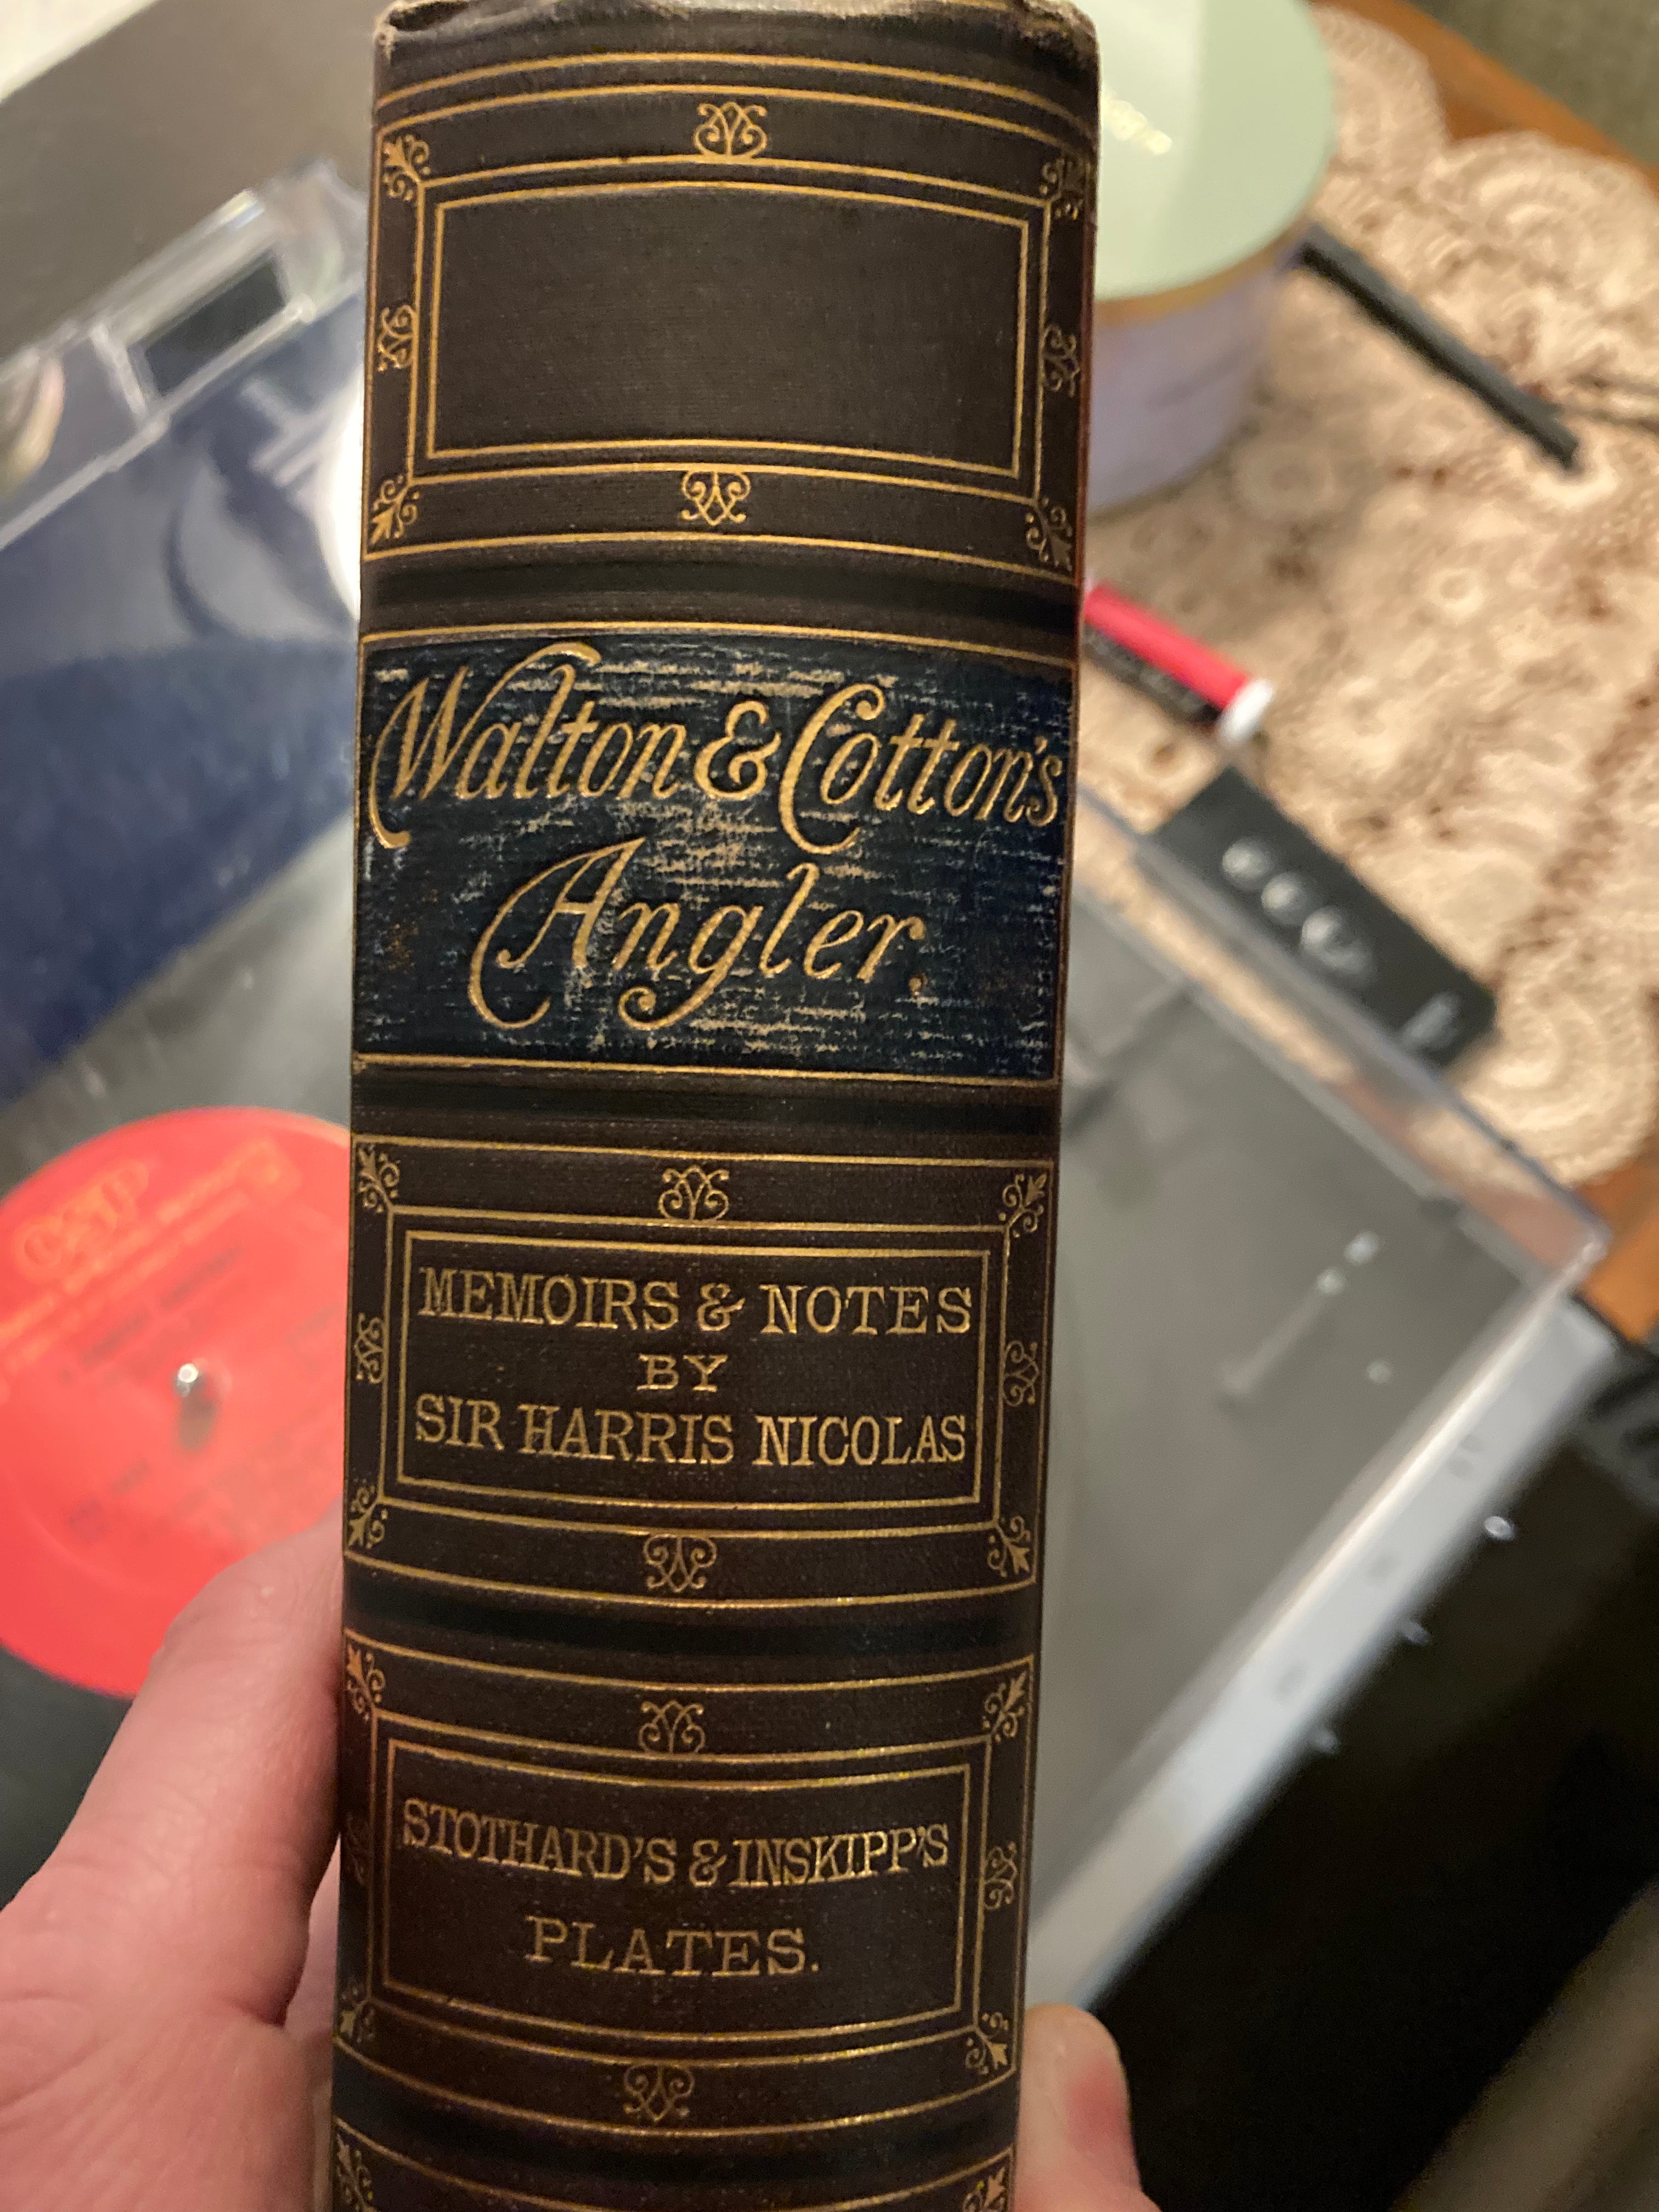 Walton & Cotton's
Angler.
MEMOIRS & NOTES
BY
SIR HARRIS NICOLAS
STOTHARD'S & INSKIPP'S
PLATES.